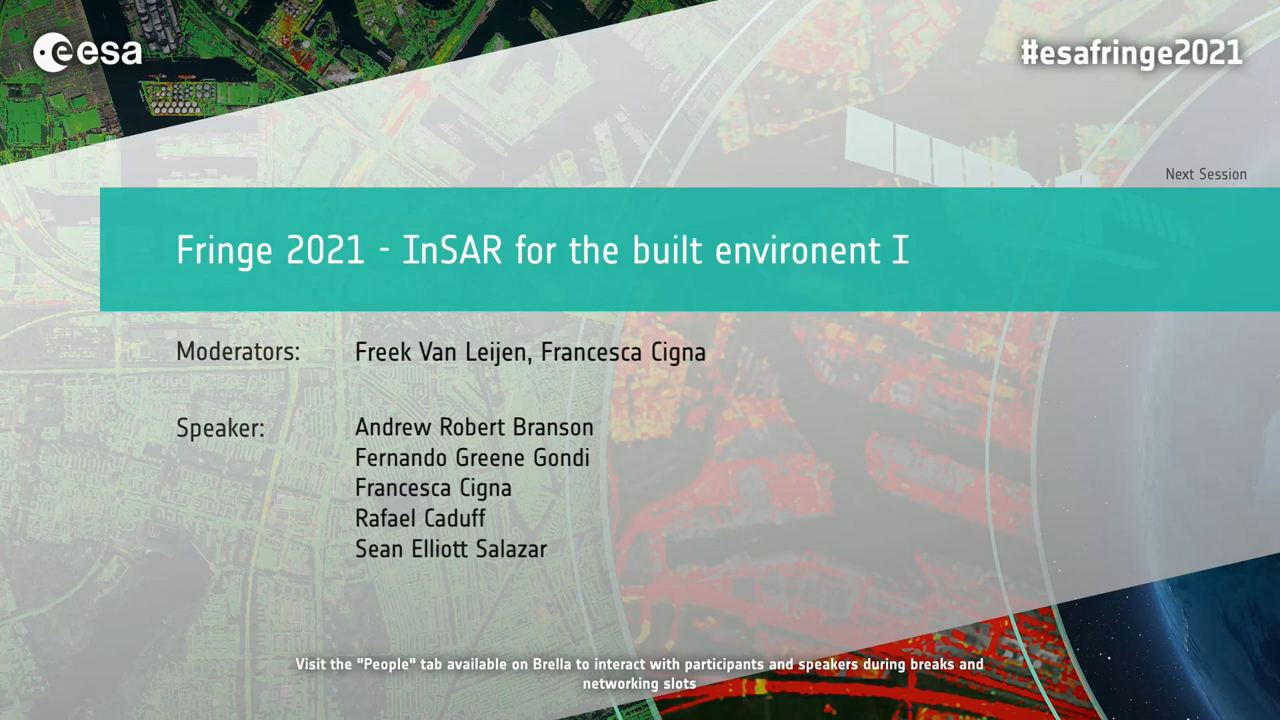 esa
#esafringe2021
Next Session
Fringe 2021 - InSAR for the built environent I
Moderators: Freek Van Leijen, Francesca Cigna
Speaker: Andrew Robert Branson
Fernando Greene Gondi
Francesca Cigna
Rafael Caduff
Sean Elliott Salazar
Visit the "People" tab available on Brella to interact with participants and speakers during breaks and
networking slots